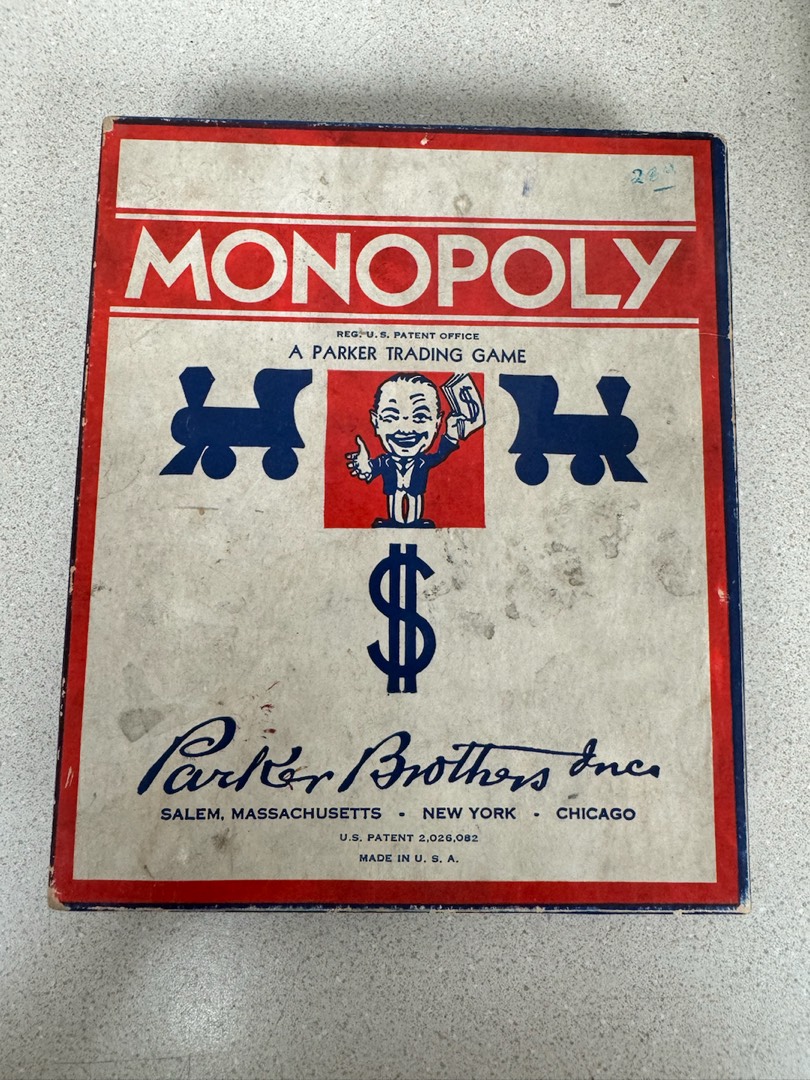 MONOPOLY
REG. U.S. PATENT OFFICE
A PARKER TRADING GAME
$
$
Parker Brothers Inc.
SALEM, MASSACHUSETTS - NEW YORK - CHICAGO
U.S. PATENT 2,026,082
MADE IN U. S. A.